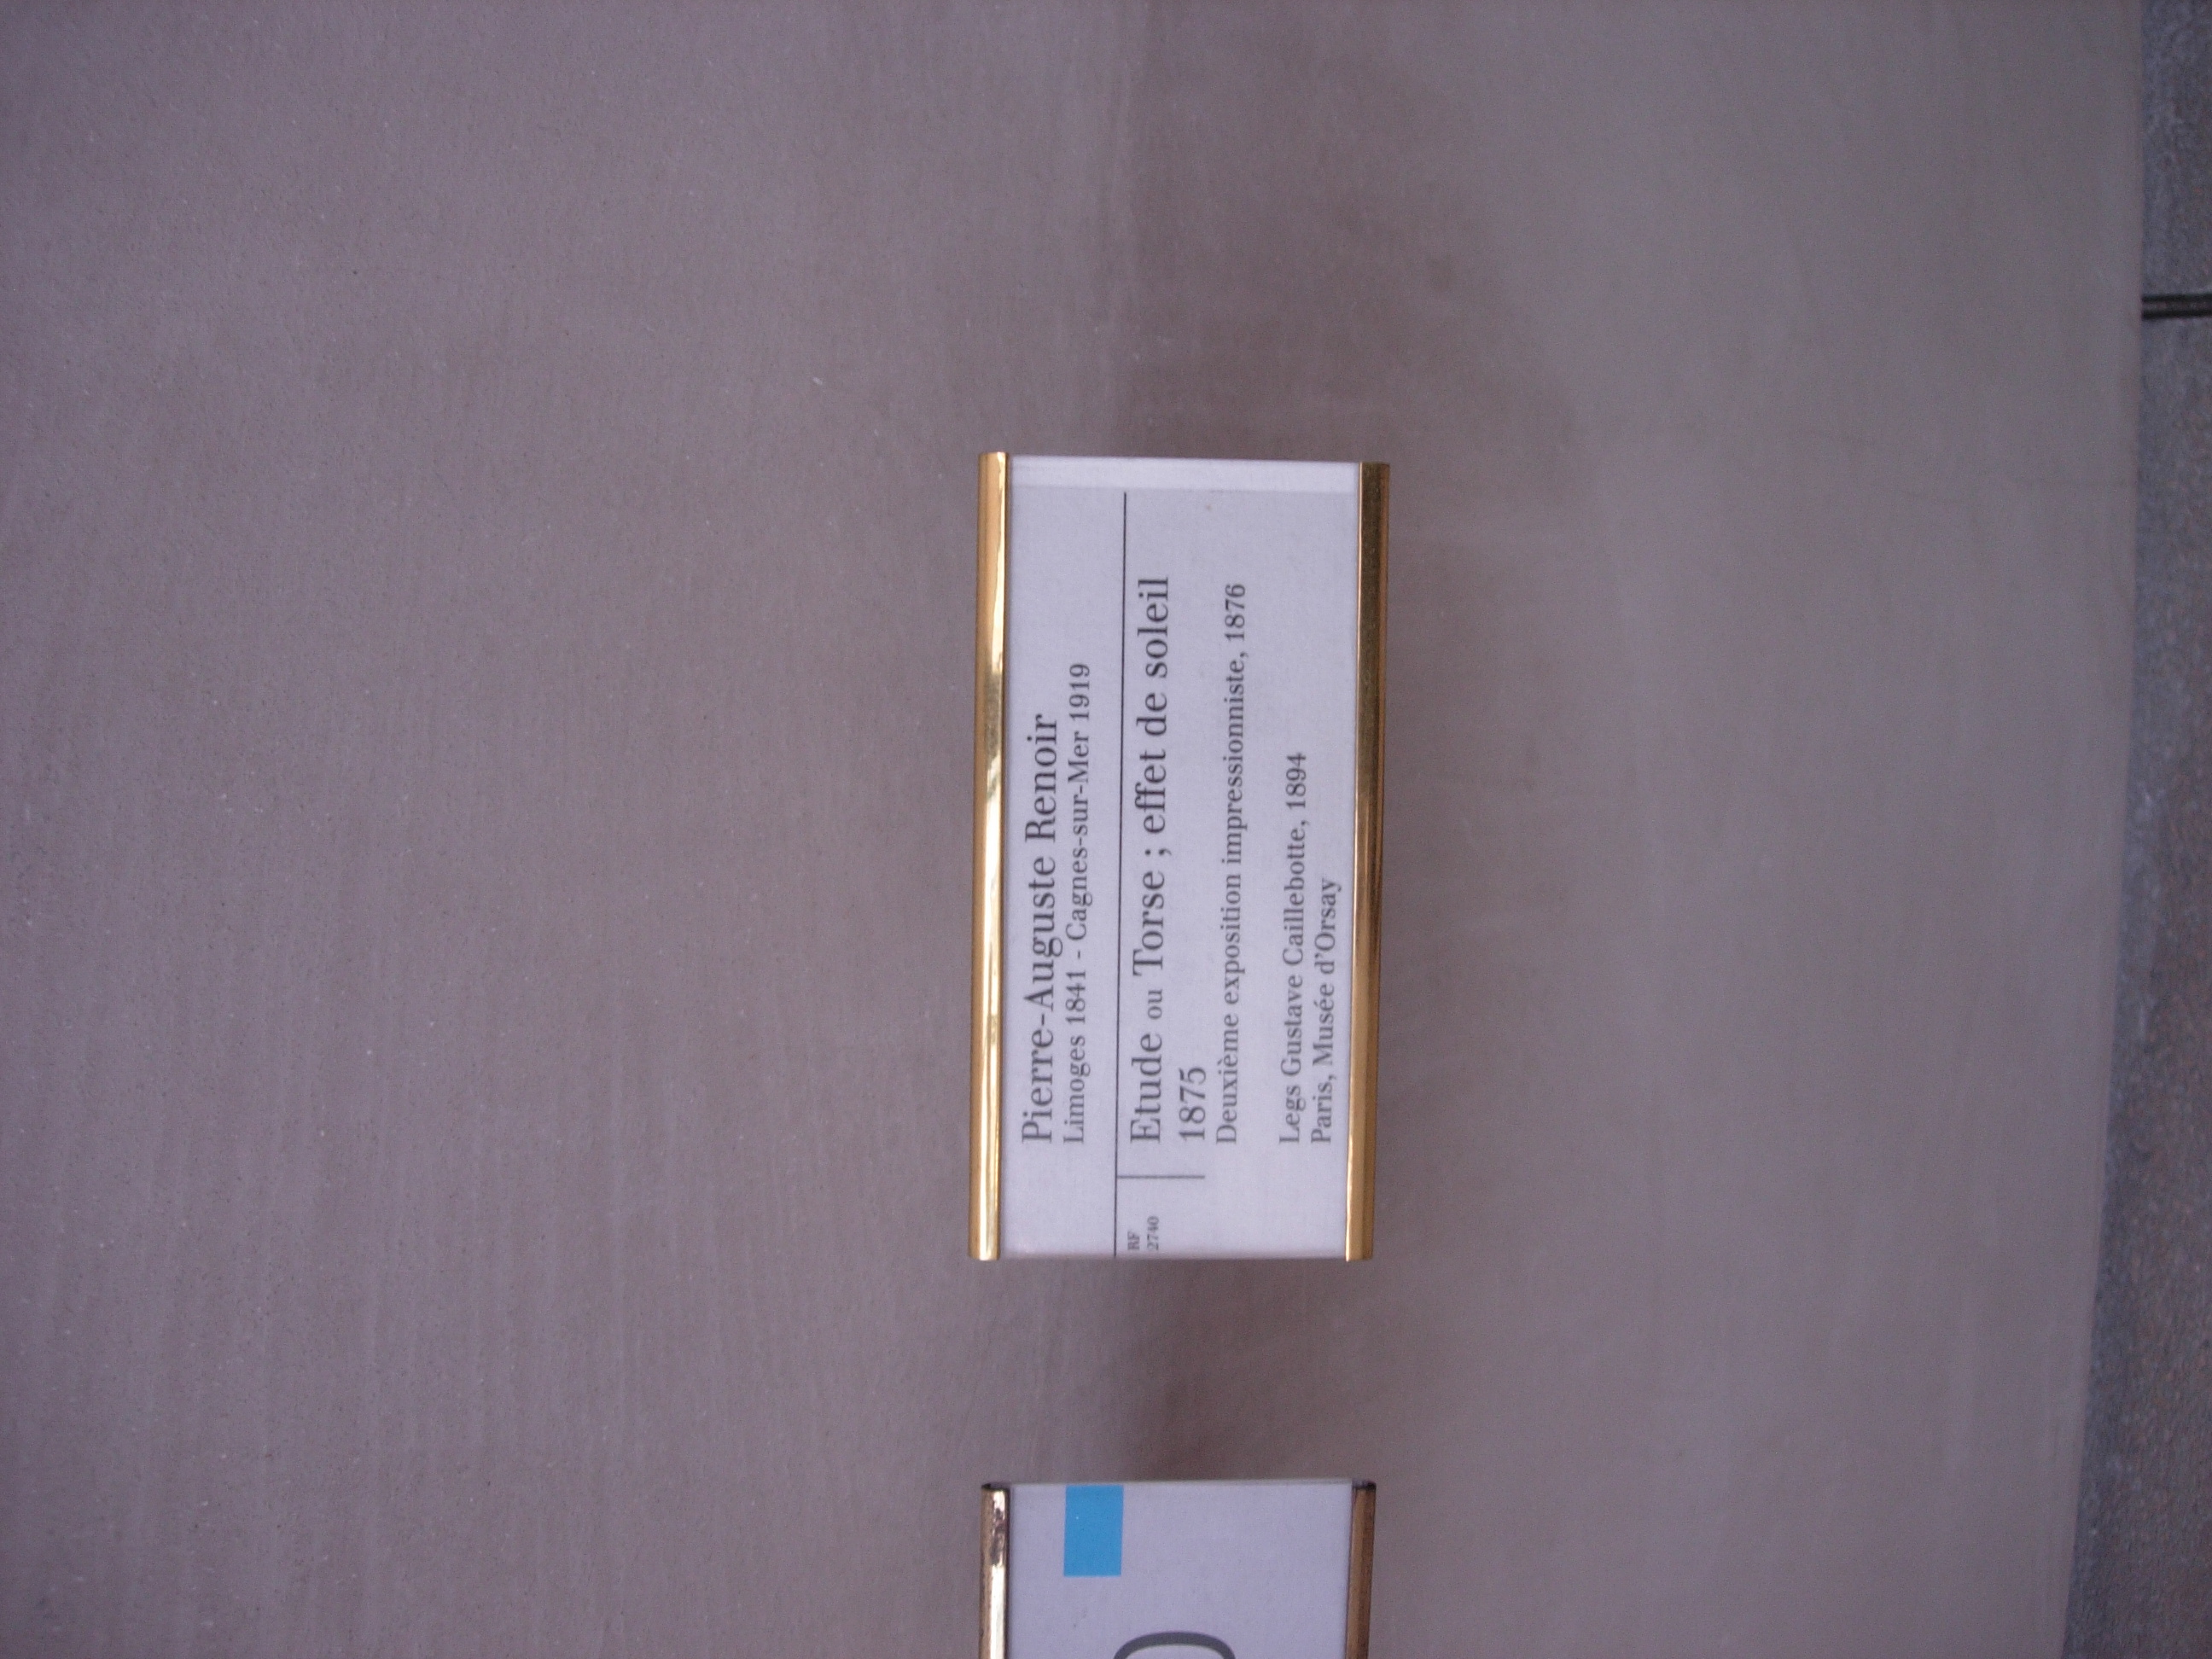 Pierre-Auguste Renoir
Limoges 1841 - Cagnes-sur-Mer 1919
RF
2740
Etude ou Torse ; effet de soleil
1875
Deuxième exposition impressionniste, 1876
Legs Gustave Caillebotte, 1894
Paris, Musée d'Orsay